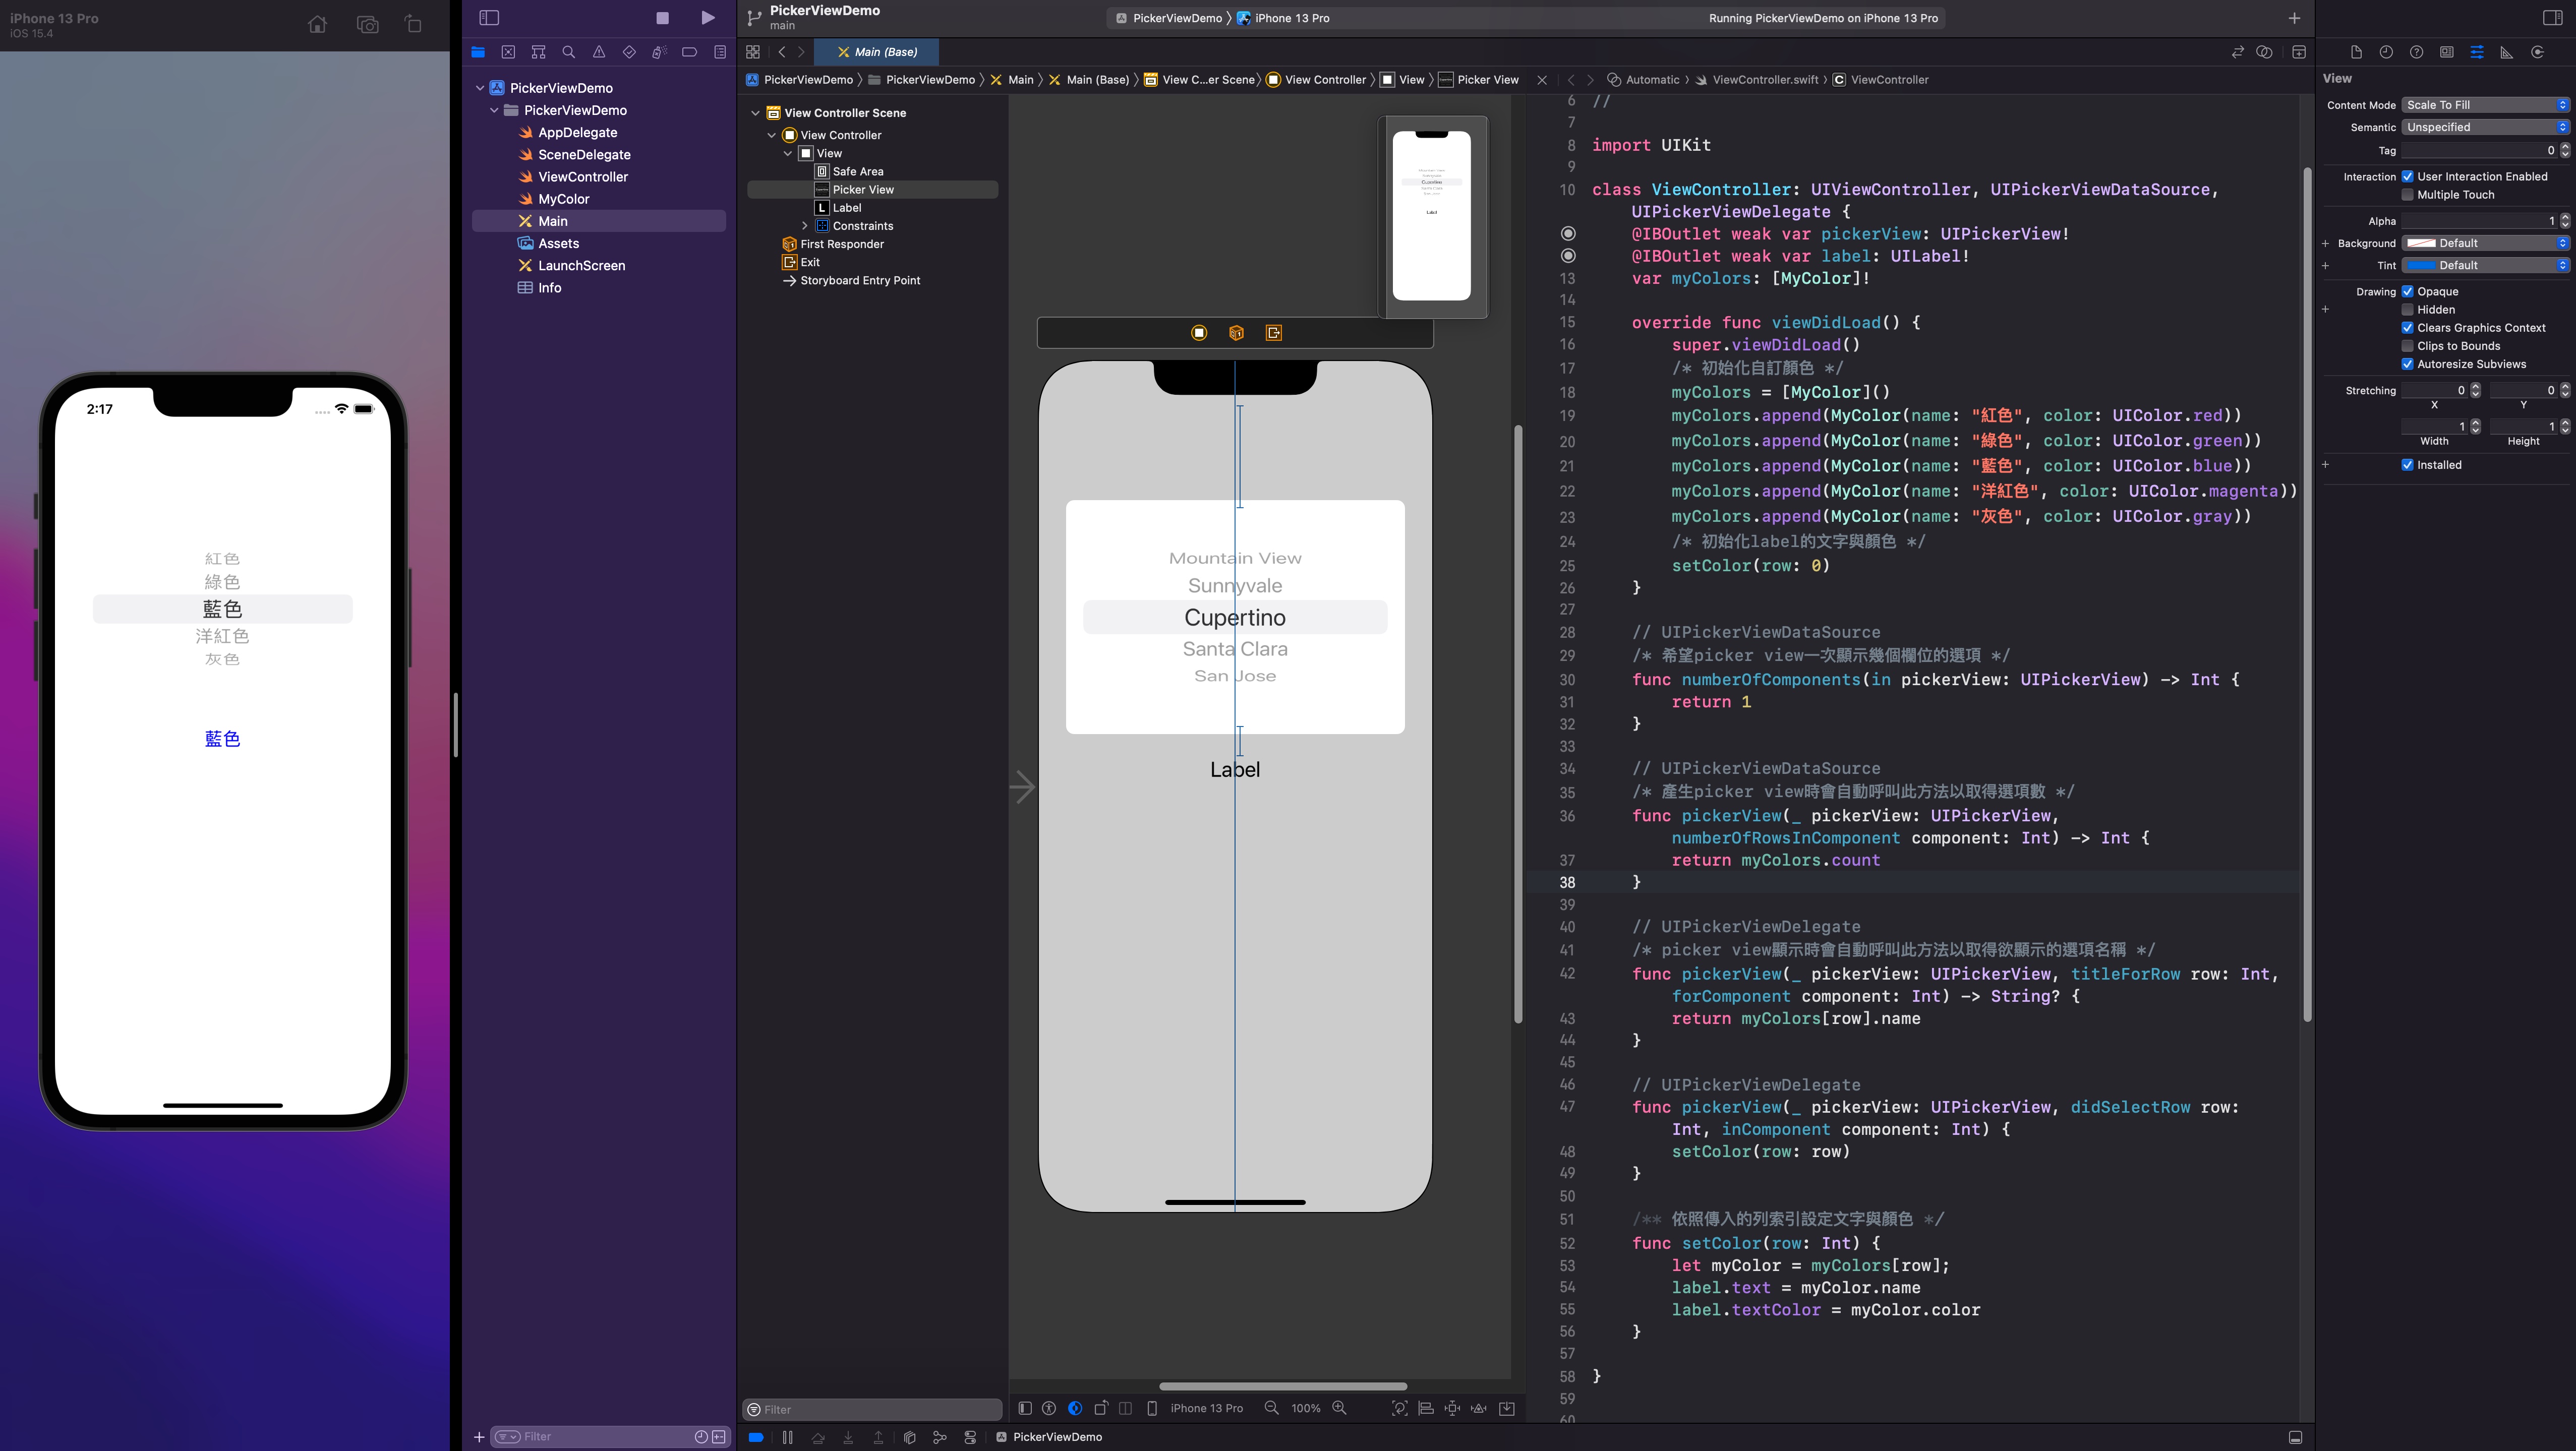 iPhone 13 Pro
iOS 15.4
2:17
紅色
綠色
藍色
洋紅色
灰色
藍色
PickerViewDemo
PickerViewDemo
AppDelegate
SceneDelegate
ViewController
MyColor
Main
Assets
LaunchScreen
Info
Filter
PickerViewDemo
main
PickerViewDemo
iPhone 13 Pro
Running PickerViewDemo on iPhone 13 Pro
Main (Base)
PickerViewDemo
PickerViewDemo
Main
Main (Base)
View C...er Scene
View Controller
View
Picker View
Automatic
ViewController.swift
C ViewController
View Controller Scene
View Controller
View
Safe Area
Picker View
L Label
Constraints
First Responder
Exit
Storyboard Entry Point
Filter
Mountain View
Sunnyvale
Cupertino
Santa Clara
San Jose
Label
iPhone 13 Pro
100%
PickerViewDemo
6 //
7
8 import UIKit
9
10 class ViewController: UIViewController, UIPickerViewDataSource,
UIPickerViewDelegate {
@IBOutlet weak var pickerView: UIPickerView!
@IBOutlet weak var label: UILabel!
13 var myColors: [MyColor]!
14
15 override func viewDidLoad() {
16 super.viewDidLoad()
17 /* 初始化自訂顏色 */
18 myColors = [MyColor]()
19 myColors.append(MyColor(name: "紅色", color: UIColor.red))
20 myColors.append(MyColor(name: "綠色", color: UIColor.green))
21 myColors.append(MyColor(name: "藍色", color: UIColor.blue))
22 myColors.append(MyColor(name: "洋紅色", color: UIColor.magenta))
23 myColors.append(MyColor(name: "灰色", color: UIColor.gray))
24 /* 初始化label的文字與顏色 */
25 setColor(row: 0)
26 }
27
28 // UIPickerViewDataSource
29 /* 希望picker view一次顯示幾個欄位的選項 */
30 func numberOfComponents(in pickerView: UIPickerView) -> Int {
31 return 1
32 }
33
34 // UIPickerViewDataSource
35 /* 產生picker view時會自動呼叫此方法以取得選項數 */
36 func pickerView(_ pickerView: UIPickerView,
numberOfRowsInComponent component: Int) -> Int {
37 return myColors.count
38 }
39
40 // UIPickerViewDelegate
41 /* picker view顯示時會自動呼叫此方法以取得欲顯示的選項名稱 */
42 func pickerView(_ pickerView: UIPickerView, titleForRow row: Int,
forComponent component: Int) -> String? {
43 return myColors[row].name
44 }
45
46 // UIPickerViewDelegate
47 func pickerView(_ pickerView: UIPickerView, didSelectRow row:
Int, inComponent component: Int) {
48 setColor(row: row)
49 }
50
51 /** 依照傳入的列索引設定文字與顏色 */
52 func setColor(row: Int) {
53 let myColor = myColors[row];
54 label.text = myColor.name
55 label.textColor = myColor.color
56 }
57
58 }
59
60
View
Content Mode Scale To Fill
Semantic Unspecified
Tag 0
Interaction User Interaction Enabled
Multiple Touch
Alpha 1
Background Default
Tint Default
Drawing Opaque
Hidden
Clears Graphics Context
Clips to Bounds
Autoresize Subviews
Stretching 0 0
X Y
1 1
Width Height
Installed